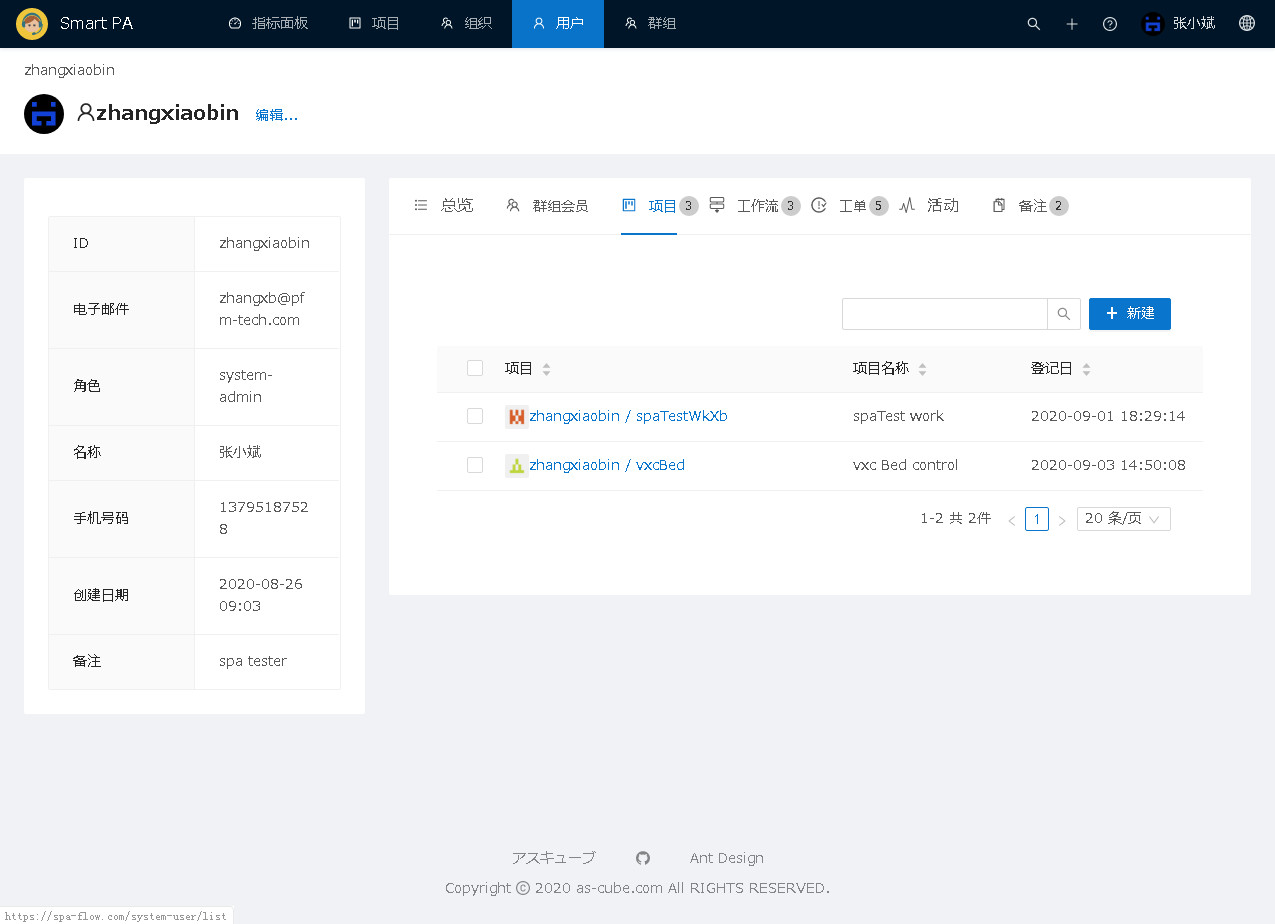 Smart PA 指标面板 项目 组织 用户 群组 张小斌
zhangxiaobin
zhangxiaobin 编辑...
总览 群组会员 项目 3 工作流 3 工单 5 活动 备注 2
ID zhangxiaobin
电子邮件 zhangxb@pf
m-tech.com
角色 system-
admin
名称 张小斌
手机号码 1379518752
8
创建日期 2020-08-26
09:03
备注 spa tester
新建
项目 项目名称 登记日
zhangxiaobin / spaTestWkXb spaTest work 2020-09-01 18:29:14
zhangxiaobin / vxcBed vxc Bed control 2020-09-03 14:50:08
1-2 共 2件 < 1 > 20 条/页
アスキューブ Ant Design
Copyright © 2020 as-cube.com All RIGHTS RESERVED.
https://spa-flow.com/system-user/list